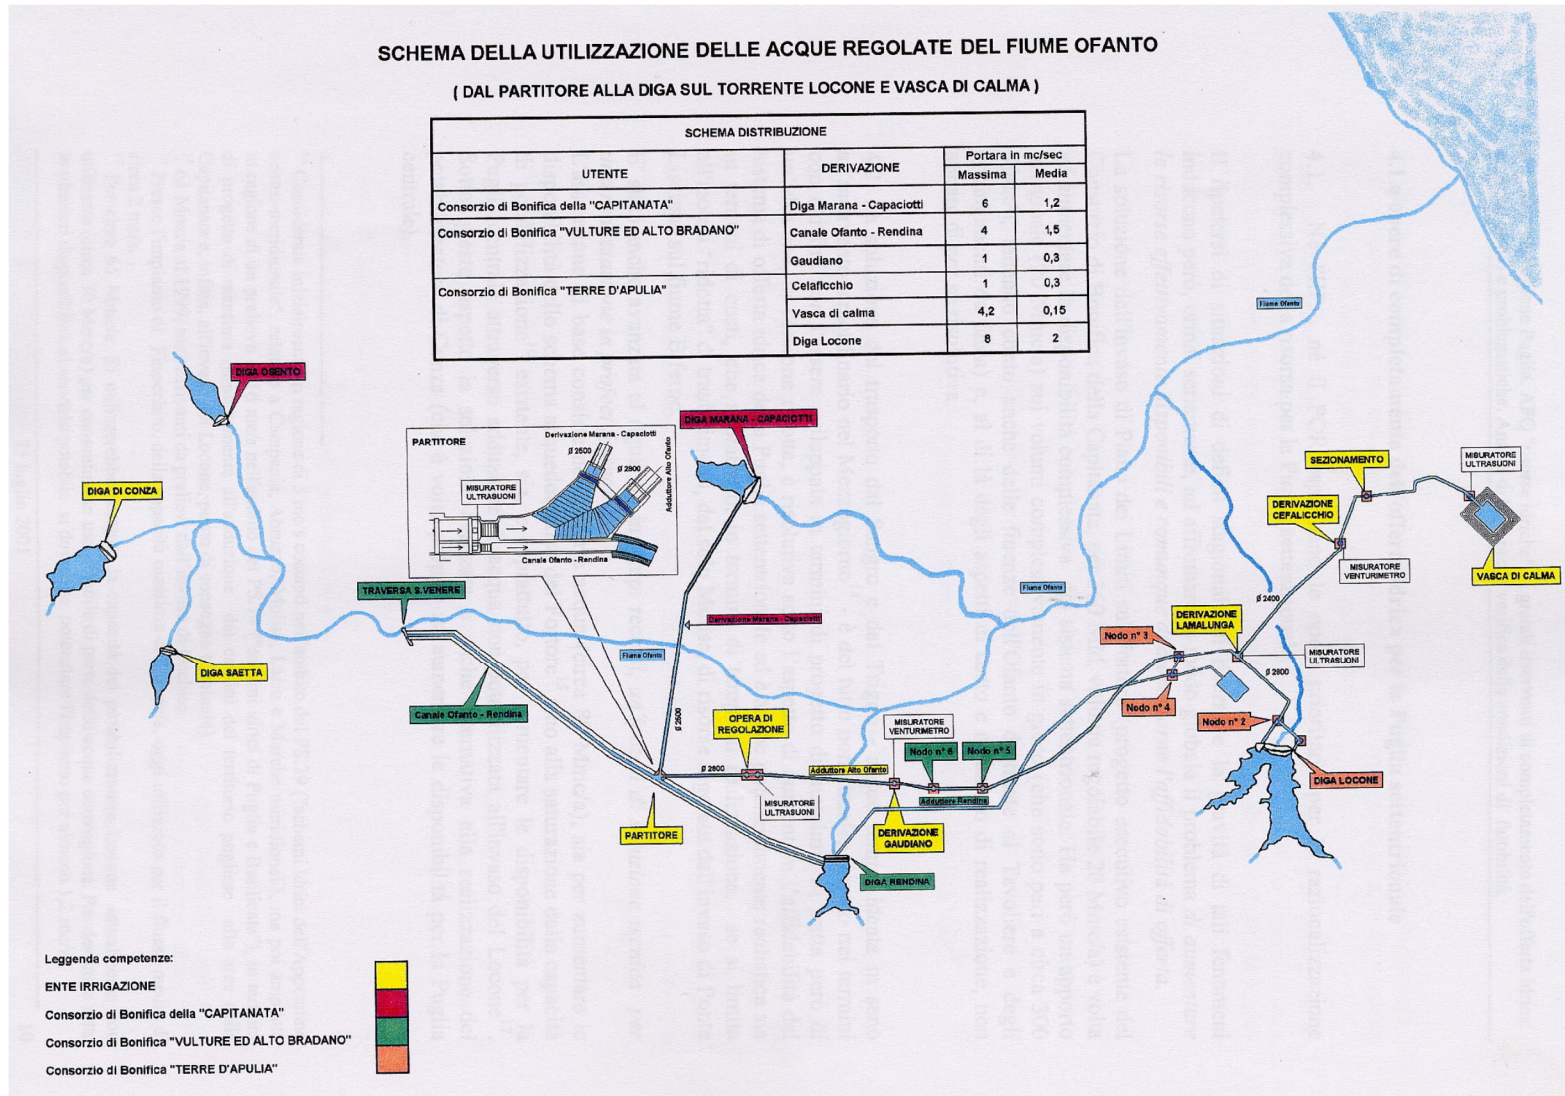 SCHEMA DELLA UTILIZZAZIONE DELLE ACQUE REGOLATE DEL FIUME OFANTO
( DAL PARTITORE ALLA DIGA SUL TORRENTE LOCONE E VASCA DI CALMA )
SCHEMA DISTRIBUZIONE
UTENTE
DERIVAZIONE
Portara in mc/sec
Massima
Media
Consorzio di Bonifica della "CAPITANATA"
Diga Marana - Capaciotti
6
1,2
Consorzio di Bonifica "VULTURE ED ALTO BRADANO"
Canale Ofanto - Rendina
4
1,5
Gaudiano
1
0,3
Consorzio di Bonifica "TERRE D'APULIA"
Celaficchio
1
0,3
Vasca di calma
4,2
0,15
Diga Locone
8
2
Fiume Ofanto
DIGA OSENTO
DIGA MARANA - CAPACIOTTI
PARTITORE
Derivazione Marana - Capaciotti
Ø 2500
Ø 2800
Adduttore Alto Ofanto
MISURATORE
ULTRASUONI
Canale Ofanto - Rendina
DIGA DI CONZA
SEZIONAMENTO
MISURATORE
ULTRASUONI
DERIVAZIONE
CEFALICCHIO
MISURATORE
VENTURIMETRO
VASCA DI CALMA
TRAVERSA S.VENERE
Fiume Ofanto
Ø 2400
DERIVAZIONE
LAMALUNGA
Derivazione Marana - Capaciotti
Nodo n° 3
Fiume Ofanto
MISURATORE
ULTRASUONI
DIGA SAETTA
Ø 2800
Canale Ofanto - Rendina
Ø 2500
OPERA DI
REGOLAZIONE
MISURATORE
VENTURIMETRO
Nodo n° 4
Nodo n° 2
Nodo n° 6
Nodo n° 5
Ø 2800
Adduttore Alto Ofanto
DIGA LOCONE
MISURATORE
ULTRASUONI
Adduttore Rendina
PARTITORE
DERIVAZIONE
GAUDIANO
DIGA RENDINA
Leggenda competenze:
ENTE IRRIGAZIONE
Consorzio di Bonifica della "CAPITANATA"
Consorzio di Bonifica "VULTURE ED ALTO BRADANO"
Consorzio di Bonifica "TERRE D'APULIA"